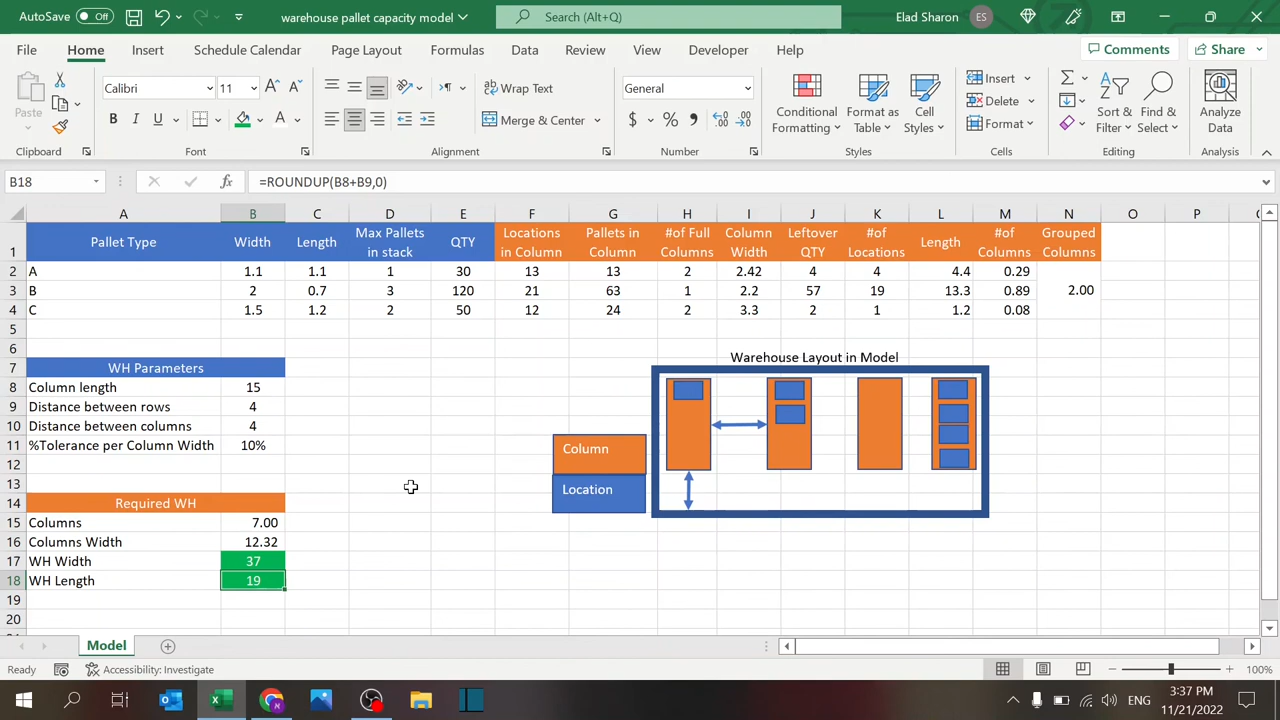 AutoSave Off warehouse pallet capacity model Search (Alt+Q) Elad Sharon ES
File Home Insert Schedule Calendar Page Layout Formulas Data Review View Developer Help Comments Share
Paste Calibri 11 Wrap Text General Conditional Formatting Format as Table Cell Styles Insert Sort & Filter Find & Select Analyze Data
B I U A Merge & Center $ % 9 Delete Format
Clipboard Font Alignment Number Styles Cells Editing Analysis
B18 fx =ROUNDUP(B8+B9,0)
A B C D E F G H I J K L M N O P
1 Pallet Type Width Length Max Pallets in stack QTY Locations in Column Pallets in Column #of Full Columns Column Width Leftover QTY #of Locations Length #of Columns Grouped Columns
2 A 1.1 1.1 1 30 13 13 2 2.42 4 4 4.4 0.29
3 B 2 0.7 3 120 21 63 1 2.2 57 19 13.3 0.89 2.00
4 C 1.5 1.2 2 50 12 24 2 3.3 2 1 1.2 0.08
5
6 Warehouse Layout in Model
7 WH Parameters
8 Column length 15
9 Distance between rows 4
10 Distance between columns 4
11 %Tolerance per Column Width 10% Column
12
13 Location
14 Required WH
15 Columns 7.00
16 Columns Width 12.32
17 WH Width 37
18 WH Length 19
19
20
Model
Ready Accessibility: Investigate 100%
ENG 3:37 PM
11/21/2022